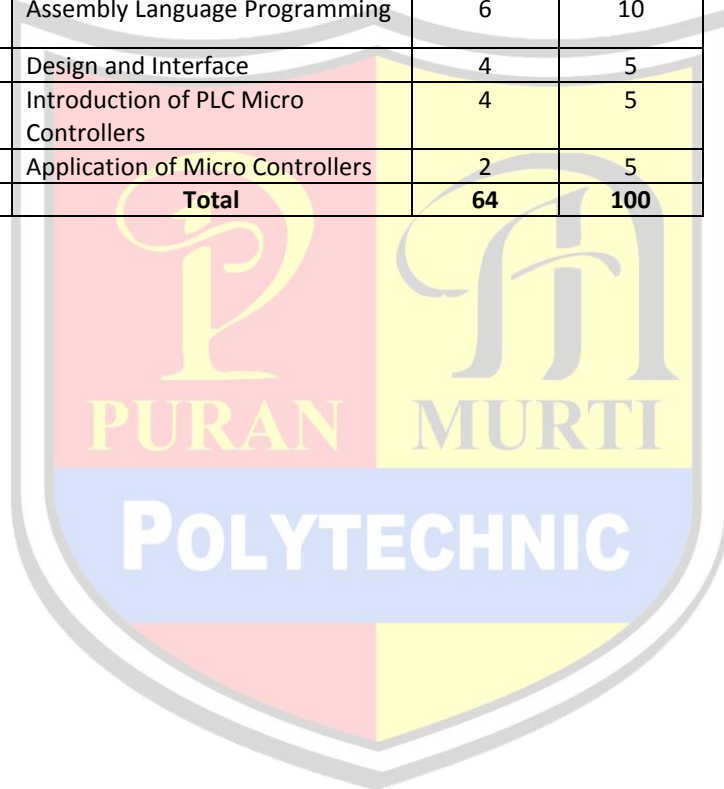 Assembly Language Programming 6 10
Design and Interface 4 5
Introduction of PLC Micro 4 5
Controllers
Application of Micro Controllers 2 5
Total 64 100
PURAN MURTI
POLYTECHNIC